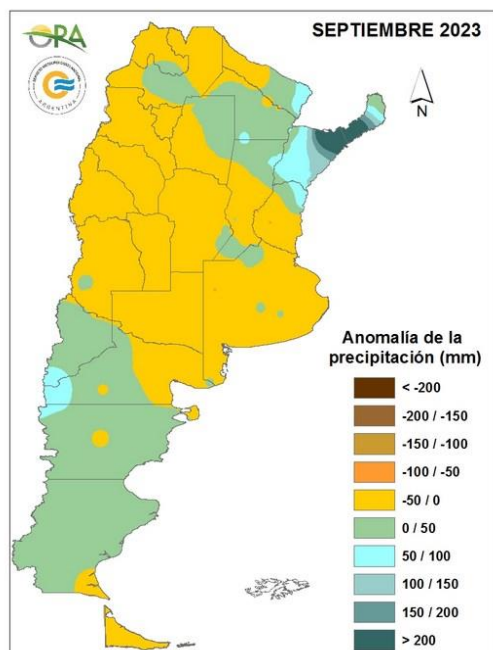 ORA
SEPTIEMBRE 2023
ARGENTINA
N
Anomalía de la
precipitación (mm)
< -200
-200 / -150
-150 / -100
-100 / -50
-50 / 0
0 / 50
50 / 100
100 / 150
150 / 200
> 200